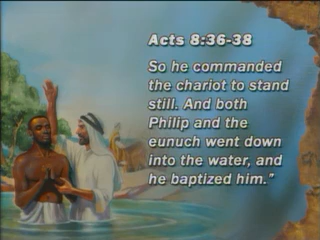 Acts 8:36-38
So he commanded
the chariot to stand
still. And both
Philip and the
eunuch went down
into the water, and
he baptized him."